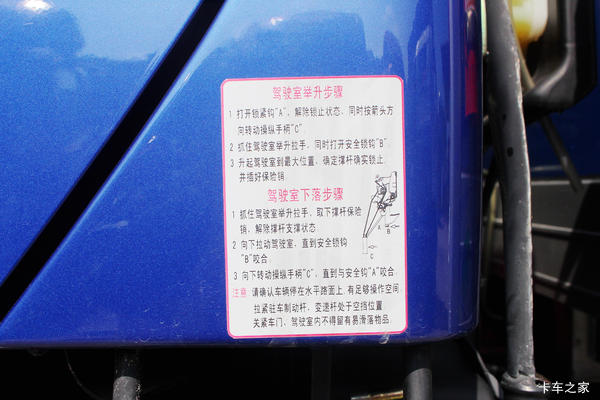 驾驶室举升步骤
1 打开锁紧钩"A"，解除锁止状态，同时按箭头方
向转动操纵手柄"C"。
2 抓住驾驶室举升拉手，同时打开安全锁钩"B"。
3 升起驾驶室到最大位置，确定撑杆确实锁止，
并插好保险销。
驾驶室下落步骤
1 抓住驾驶室举升拉手，取下撑杆保险
销，解除撑杆支撑状态。
2 向下拉动驾驶室，直到安全锁钩
"B"咬合。
3 向下转动操纵手柄"C"，直到与安全钩"A"咬合。
注意：请确认车辆停在水平路面上，有足够操作空间，
拉紧驻车制动杆，变速杆处于空挡位置，
关紧车门、驾驶室内不得留有易滑落物品。
A
B
C
卡车之家